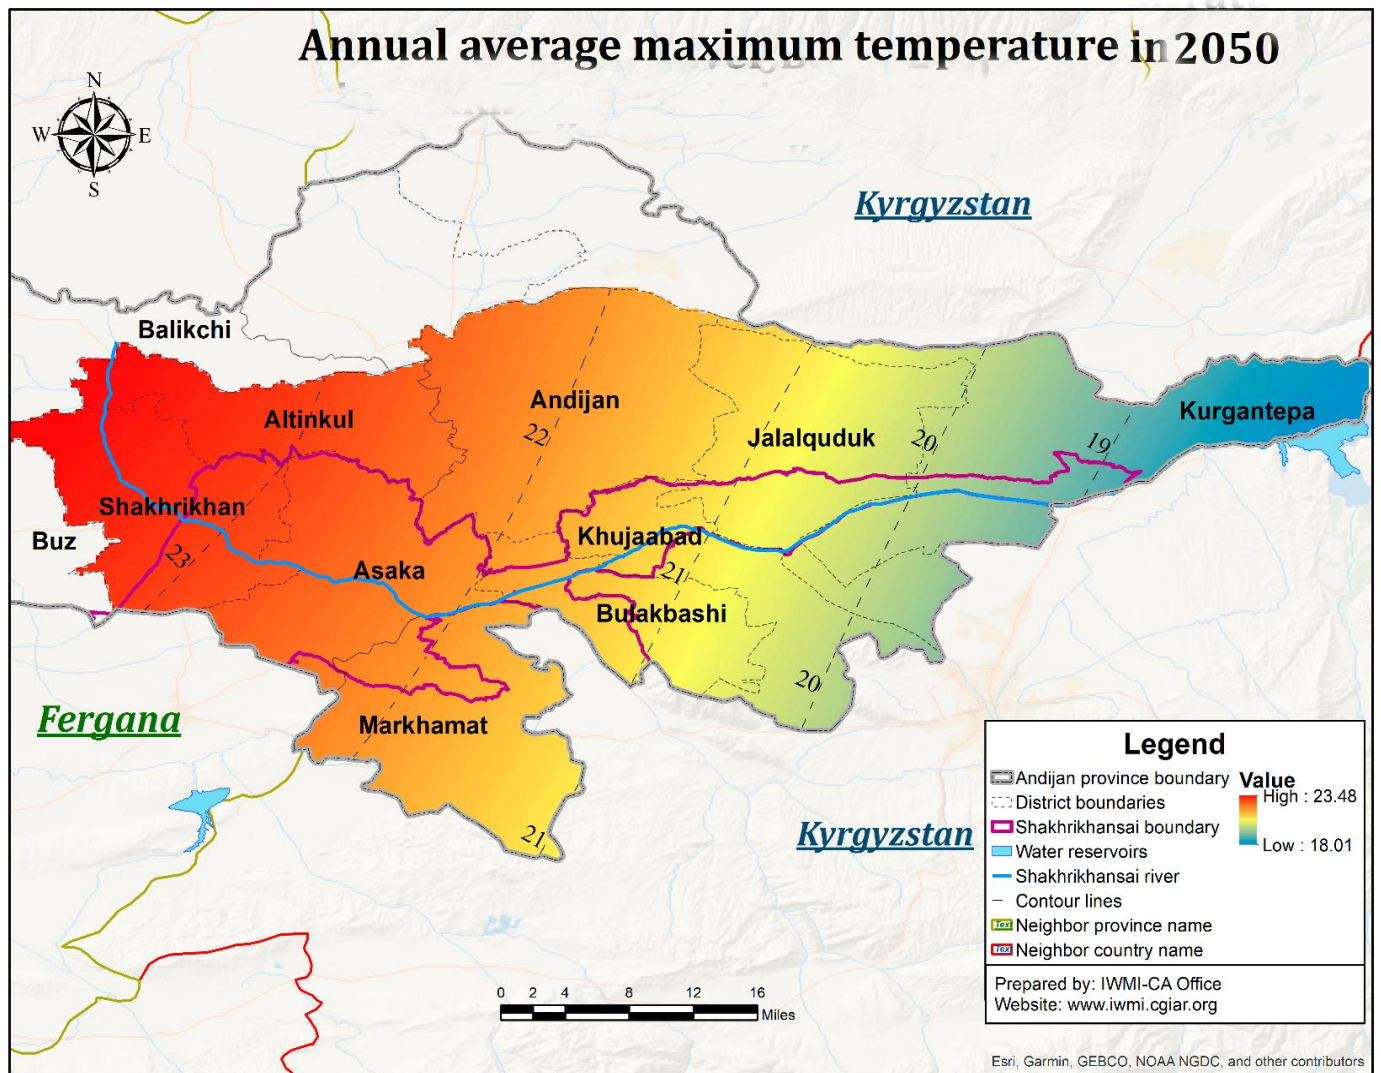 Annual average maximum temperature in 2050
N
W E
S
Kyrgyzstan
Balikchi
Altinkul
Andijan
Kurgantepa
22
Jalalquduk
20
19
Shakhrikhan
Buz
23
Asaka
Khujaabad
21
Bulakbashi
20
Fergana
Markhamat
21
Kyrgyzstan
Legend
Andijan province boundary
District boundaries
Shakhrikhansai boundary
Water reservoirs
Shakhrikhansai river
Contour lines
Text Neighbor province name
Text Neighbor country name
Value
High : 23.48
Low : 18.01
Prepared by: IWMI-CA Office
Website: www.iwmi.cgiar.org
0 2 4 8 12 16
Miles
Esri, Garmin, GEBCO, NOAA NGDC, and other contributors